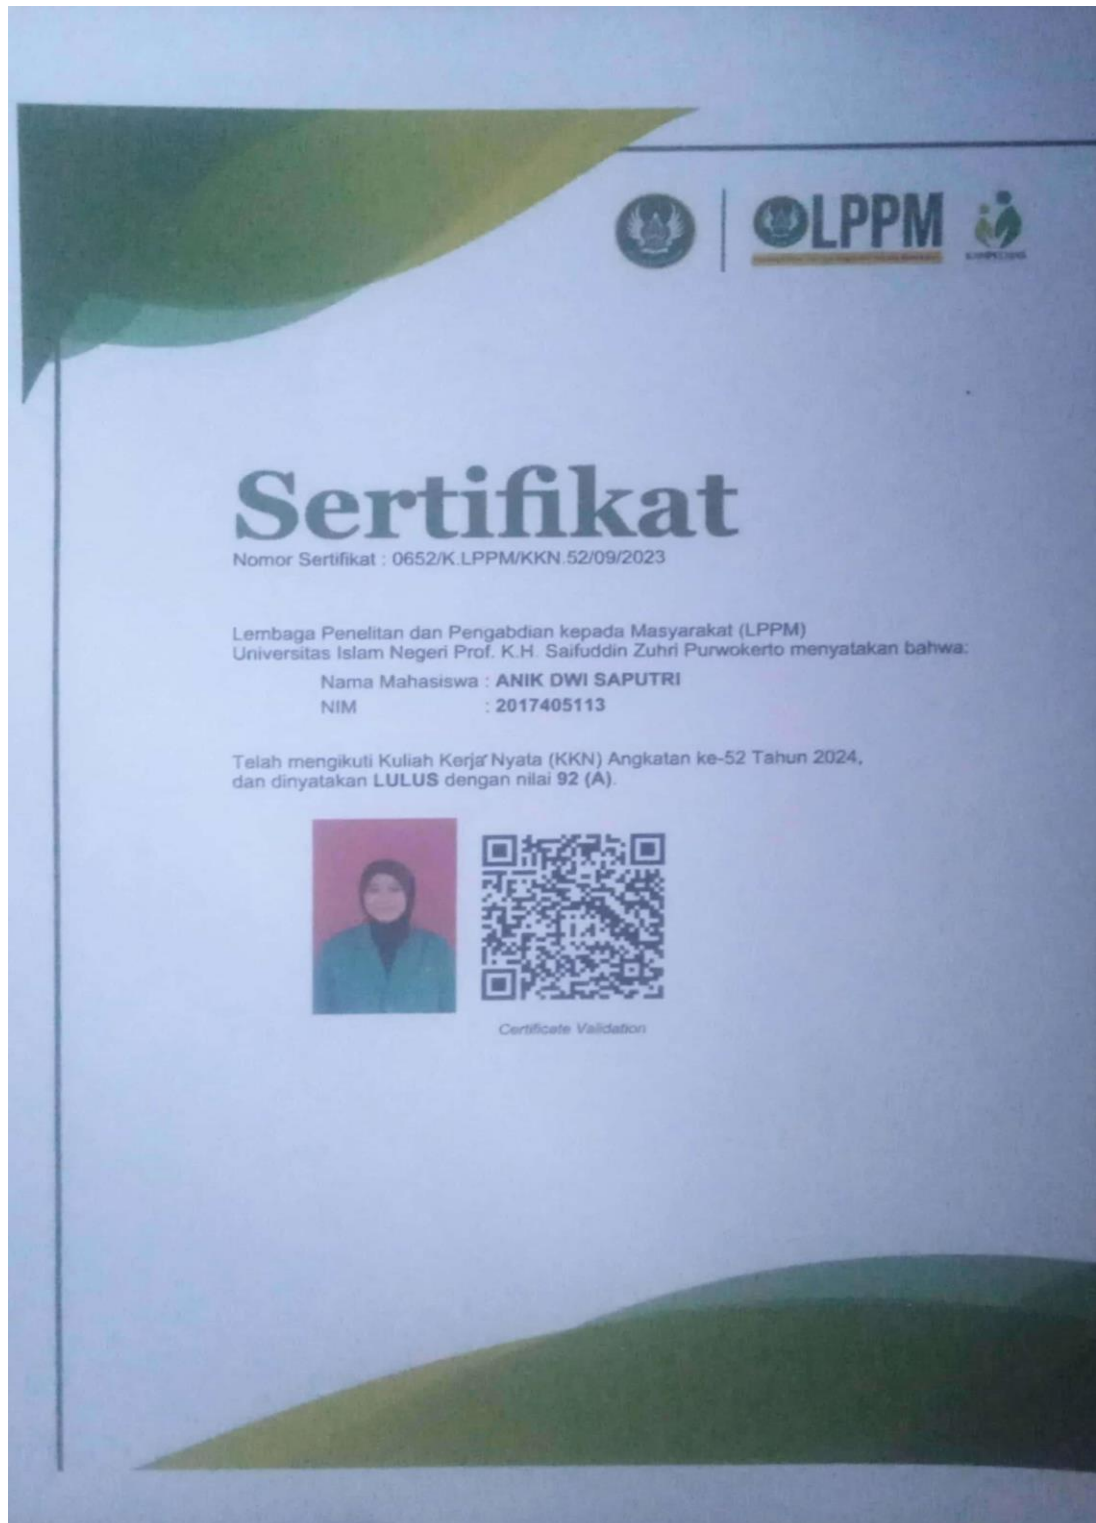 LPPM
Sertifikat
Nomor Sertifikat : 0652/K.LPPM/KKN.52/09/2023
Lembaga Penelitan dan Pengabdian kepada Masyarakat (LPPM)
Universitas Islam Negeri Prof. K.H. Saifuddin Zuhri Purwokerto menyatakan bahwa:
Nama Mahasiswa : ANIK DWI SAPUTRI
NIM : 2017405113
Telah mengikuti Kuliah Kerja Nyata (KKN) Angkatan ke-52 Tahun 2024,
dan dinyatakan LULUS dengan nilai 92 (A).
Certificate Validation